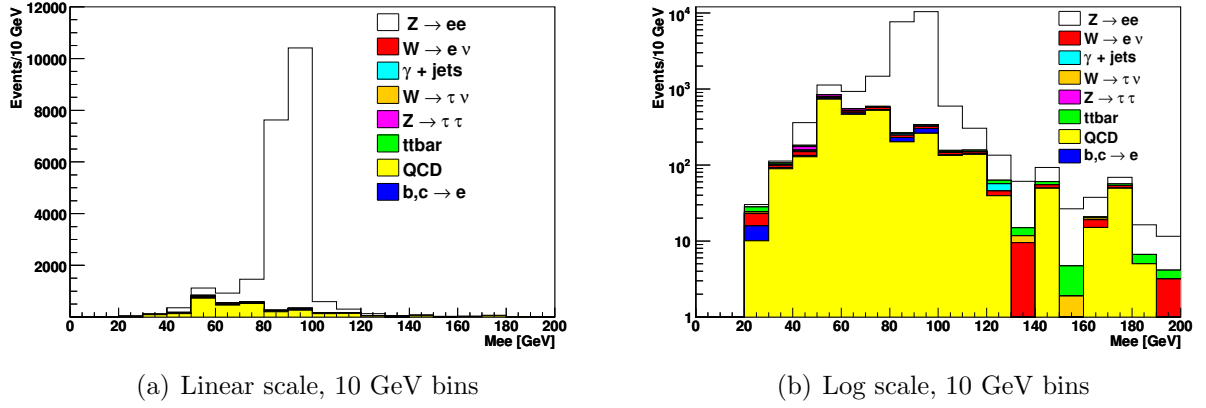 Events/10 GeV
12000
10000
8000
6000
4000
2000
0 20 40 60 80 100 120 140 160 180 200
Mee [GeV]
Z → ee
W → e ν
γ + jets
W → τ ν
Z → τ τ
ttbar
QCD
b,c → e
(a) Linear scale, 10 GeV bins
Events/10 GeV
10⁴
10³
10²
10
1
0 20 40 60 80 100 120 140 160 180 200
Mee [GeV]
Z → ee
W → e ν
γ + jets
W → τ ν
Z → τ τ
ttbar
QCD
b,c → e
(b) Log scale, 10 GeV bins